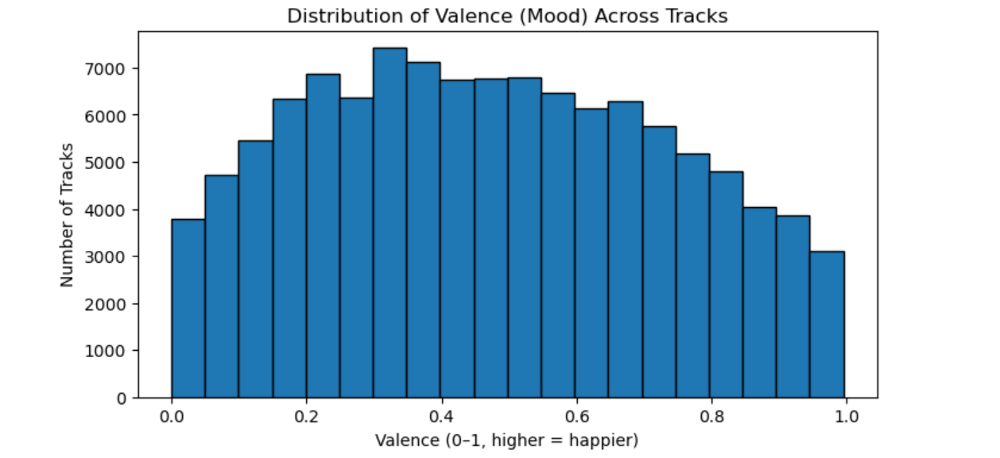 Distribution of Valence (Mood) Across Tracks
Number of Tracks
7000
6000
5000
4000
3000
2000
1000
0
0.0 0.2 0.4 0.6 0.8 1.0
Valence (0–1, higher = happier)